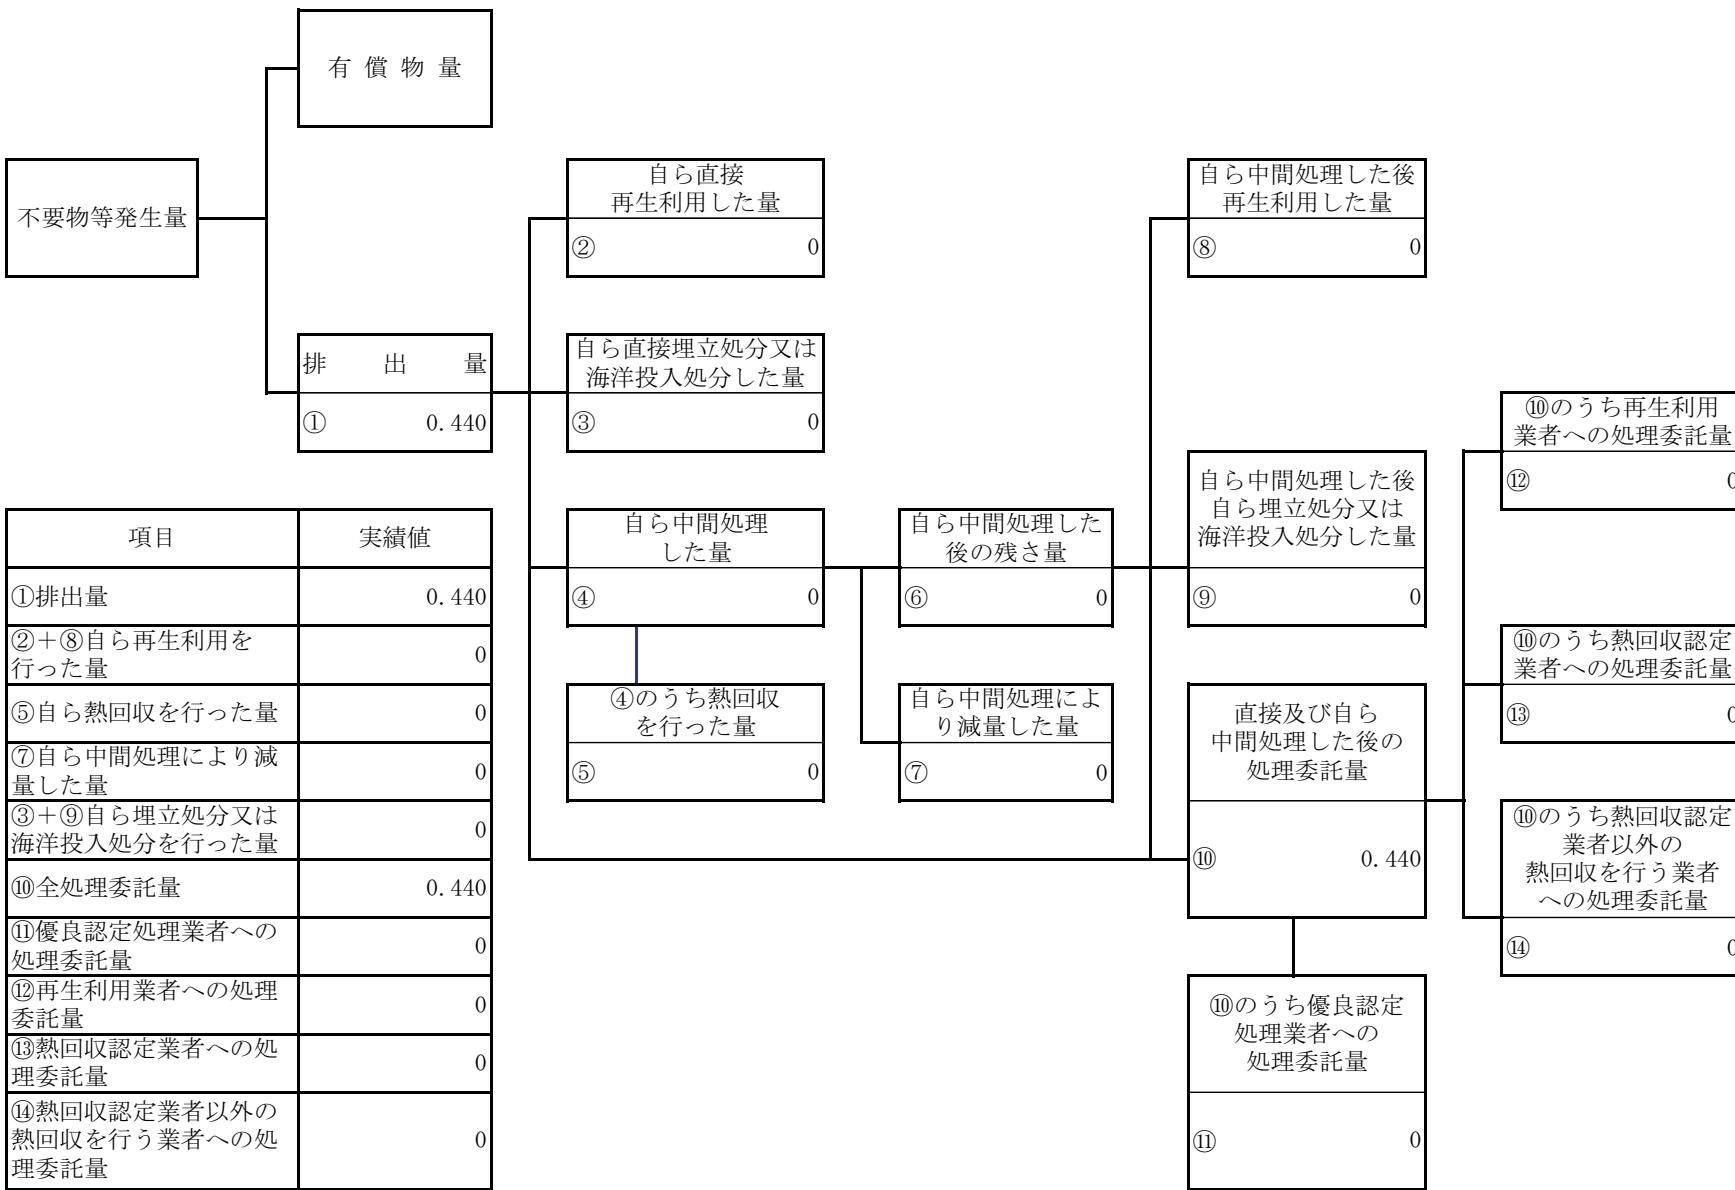 有 償 物 量
不要物等発生量
自ら直接
再生利用した量
② 0
自ら中間処理した後
再生利用した量
⑧ 0
排 出 量
① 0.440
自ら直接埋立処分又は
海洋投入処分した量
③ 0
⑩のうち再生利用
業者への処理委託量
⑫ 0
自ら中間処理した後
自ら埋立処分又は
海洋投入処分した量
⑨ 0
自ら中間処理
した量
④ 0
自ら中間処理した
後の残さ量
⑥ 0
⑩のうち熱回収認定
業者への処理委託量
⑬ 0
④のうち熱回収
を行った量
⑤ 0
自ら中間処理によ
り減量した量
⑦ 0
直接及び自ら
中間処理した後の
処理委託量
⑩ 0.440
⑩のうち熱回収認定
業者以外の
熱回収を行う業者
への処理委託量
⑭ 0
⑩のうち優良認定
処理業者への
処理委託量
⑪ 0
項目 実績値
①排出量 0.440
②＋⑧自ら再生利用を
行った量 0
⑤自ら熱回収を行った量 0
⑦自ら中間処理により減
量した量 0
③＋⑨自ら埋立処分又は
海洋投入処分を行った量 0
⑩全処理委託量 0.440
⑪優良認定処理業者への
処理委託量 0
⑫再生利用業者への処理
委託量 0
⑬熱回収認定業者への処
理委託量 0
⑭熱回収認定業者以外の
熱回収を行う業者への処
理委託量 0